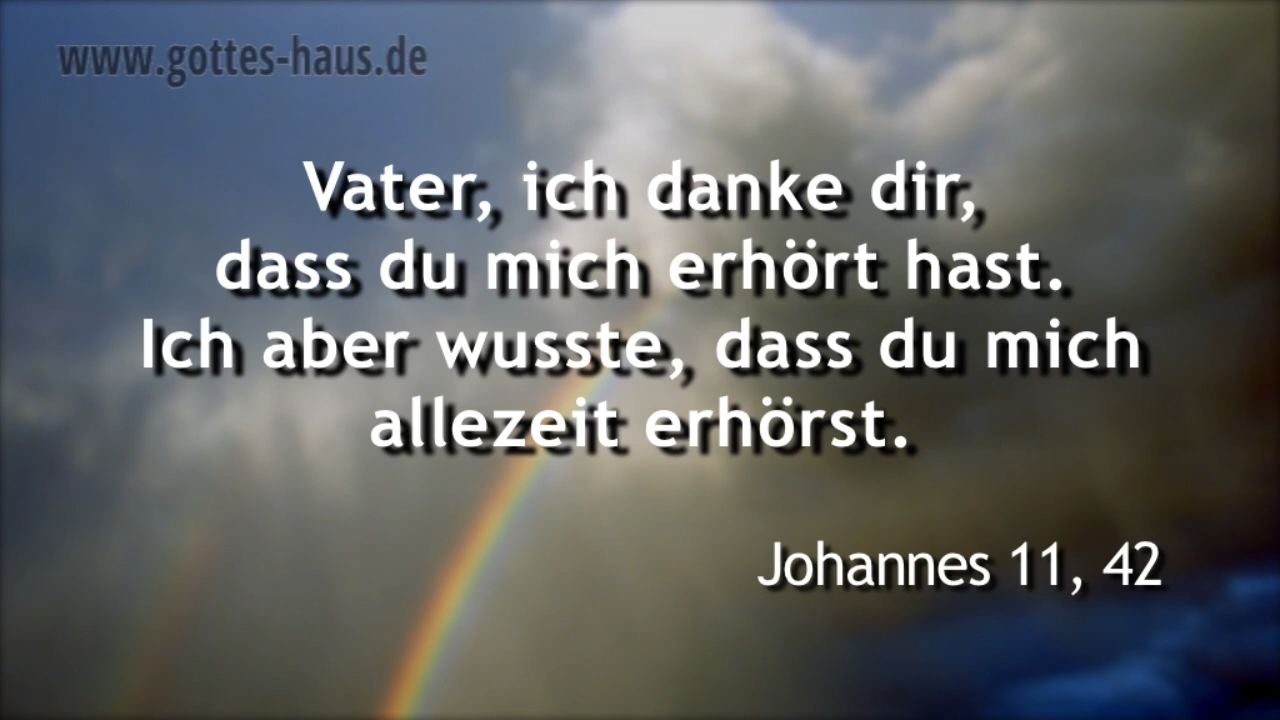 www.gottes-haus.de
Vater, ich danke dir,
dass du mich erhört hast.
Ich aber wusste, dass du mich
allezeit erhörst.
Johannes 11, 42